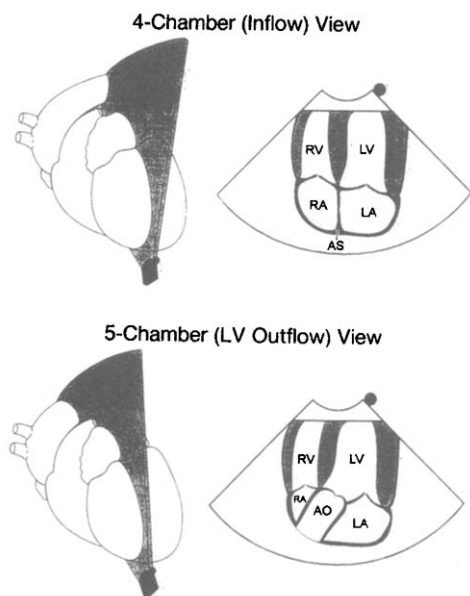 4-Chamber (Inflow) View
RV LV
RA LA
AS
5-Chamber (LV Outflow) View
RV LV
RA AO LA